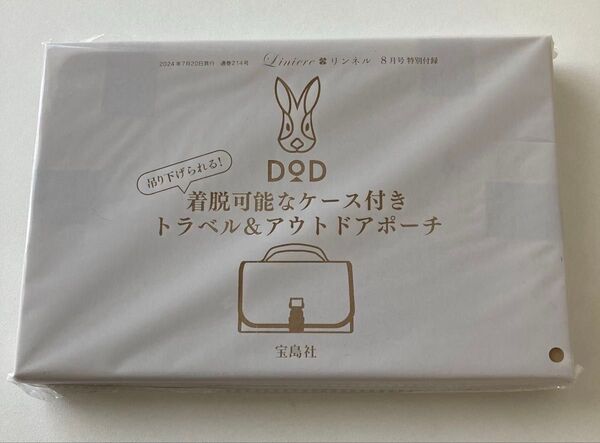 2024年7月20日発行 通巻214号 Liniere リンネル 8月号 特別付録
DOD
吊り下げられる!
着脱可能なケース付き
トラベル&アウトドアポーチ
宝島社